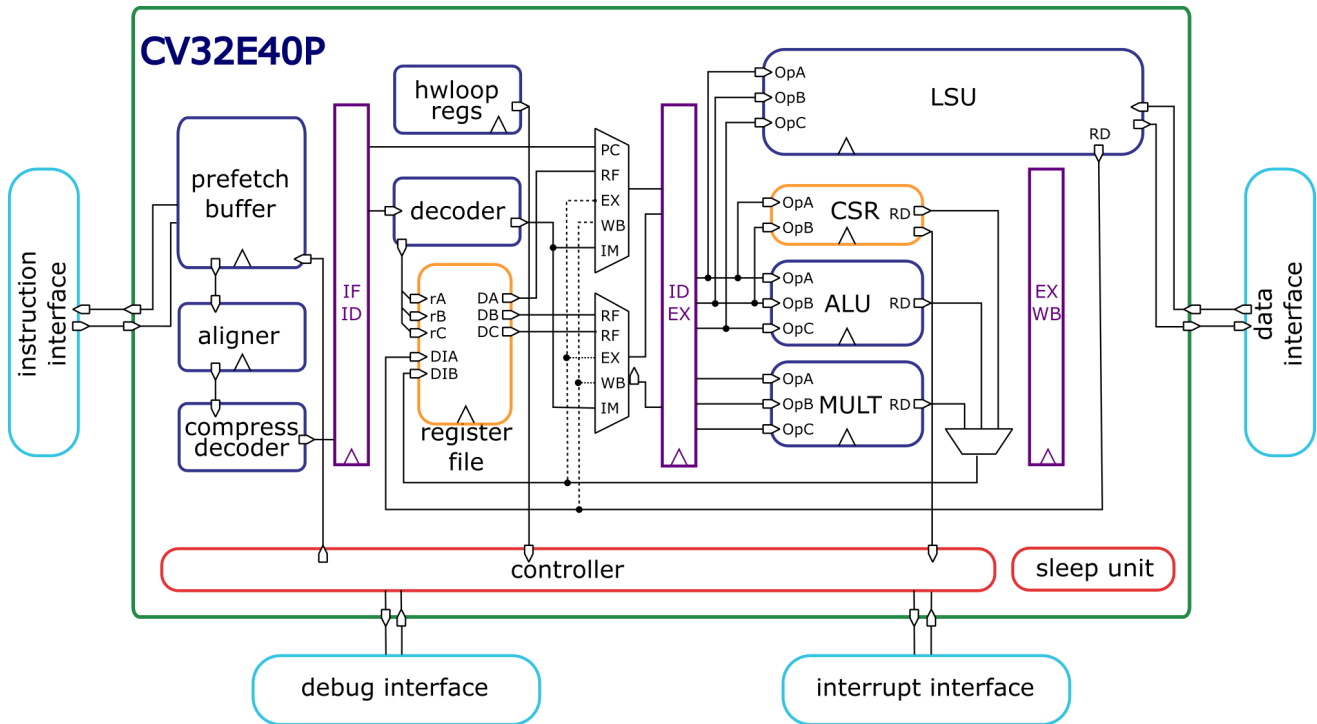 CV32E40P
instruction
interface
prefetch
buffer
aligner
compress
decoder
IF
ID
hwloop
regs
decoder
rA
rB
rC
DIA
DIB
DA
DB
DC
register
file
PC
RF
EX
WB
IM
RF
RF
EX
WB
IM
ID
EX
OpA
OpB
OpC
LSU
RD
OpA
OpB
CSR
RD
OpA
OpB
OpC
ALU
RD
OpA
OpB
OpC
MULT
RD
EX
WB
data
interface
controller
sleep unit
debug interface
interrupt interface